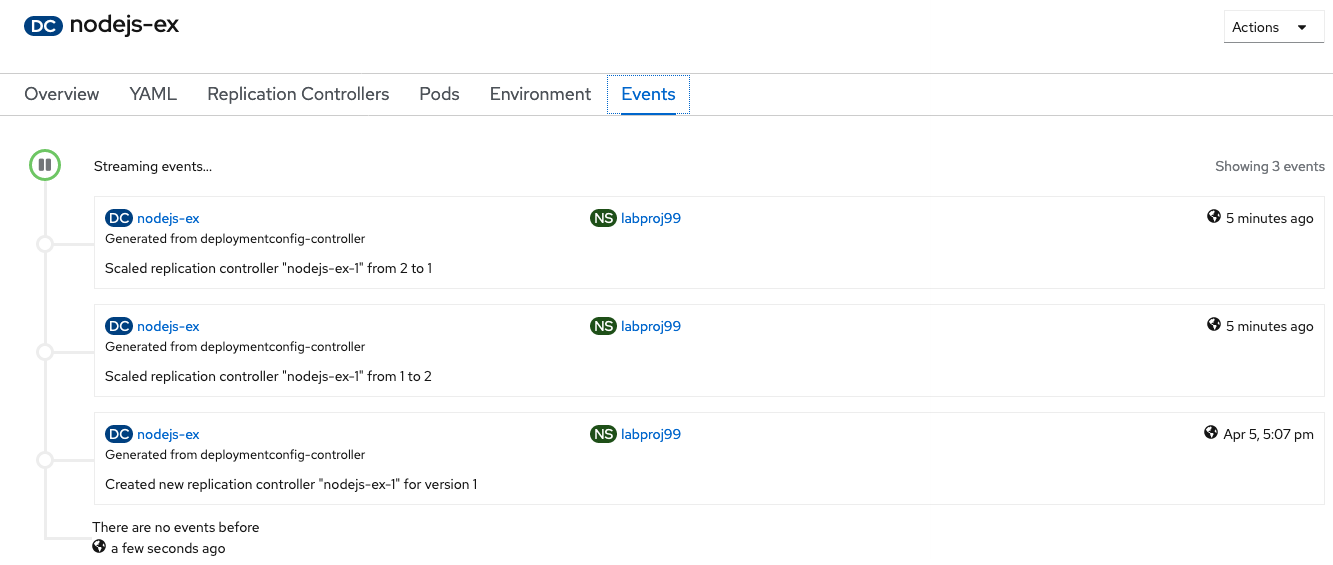 DC nodejs-ex
Actions
Overview YAML Replication Controllers Pods Environment Events
Streaming events...
Showing 3 events
DC nodejs-ex NS labproj99 5 minutes ago
Generated from deploymentconfig-controller
Scaled replication controller "nodejs-ex-1" from 2 to 1
DC nodejs-ex NS labproj99 5 minutes ago
Generated from deploymentconfig-controller
Scaled replication controller "nodejs-ex-1" from 1 to 2
DC nodejs-ex NS labproj99 Apr 5, 5:07 pm
Generated from deploymentconfig-controller
Created new replication controller "nodejs-ex-1" for version 1
There are no events before
a few seconds ago